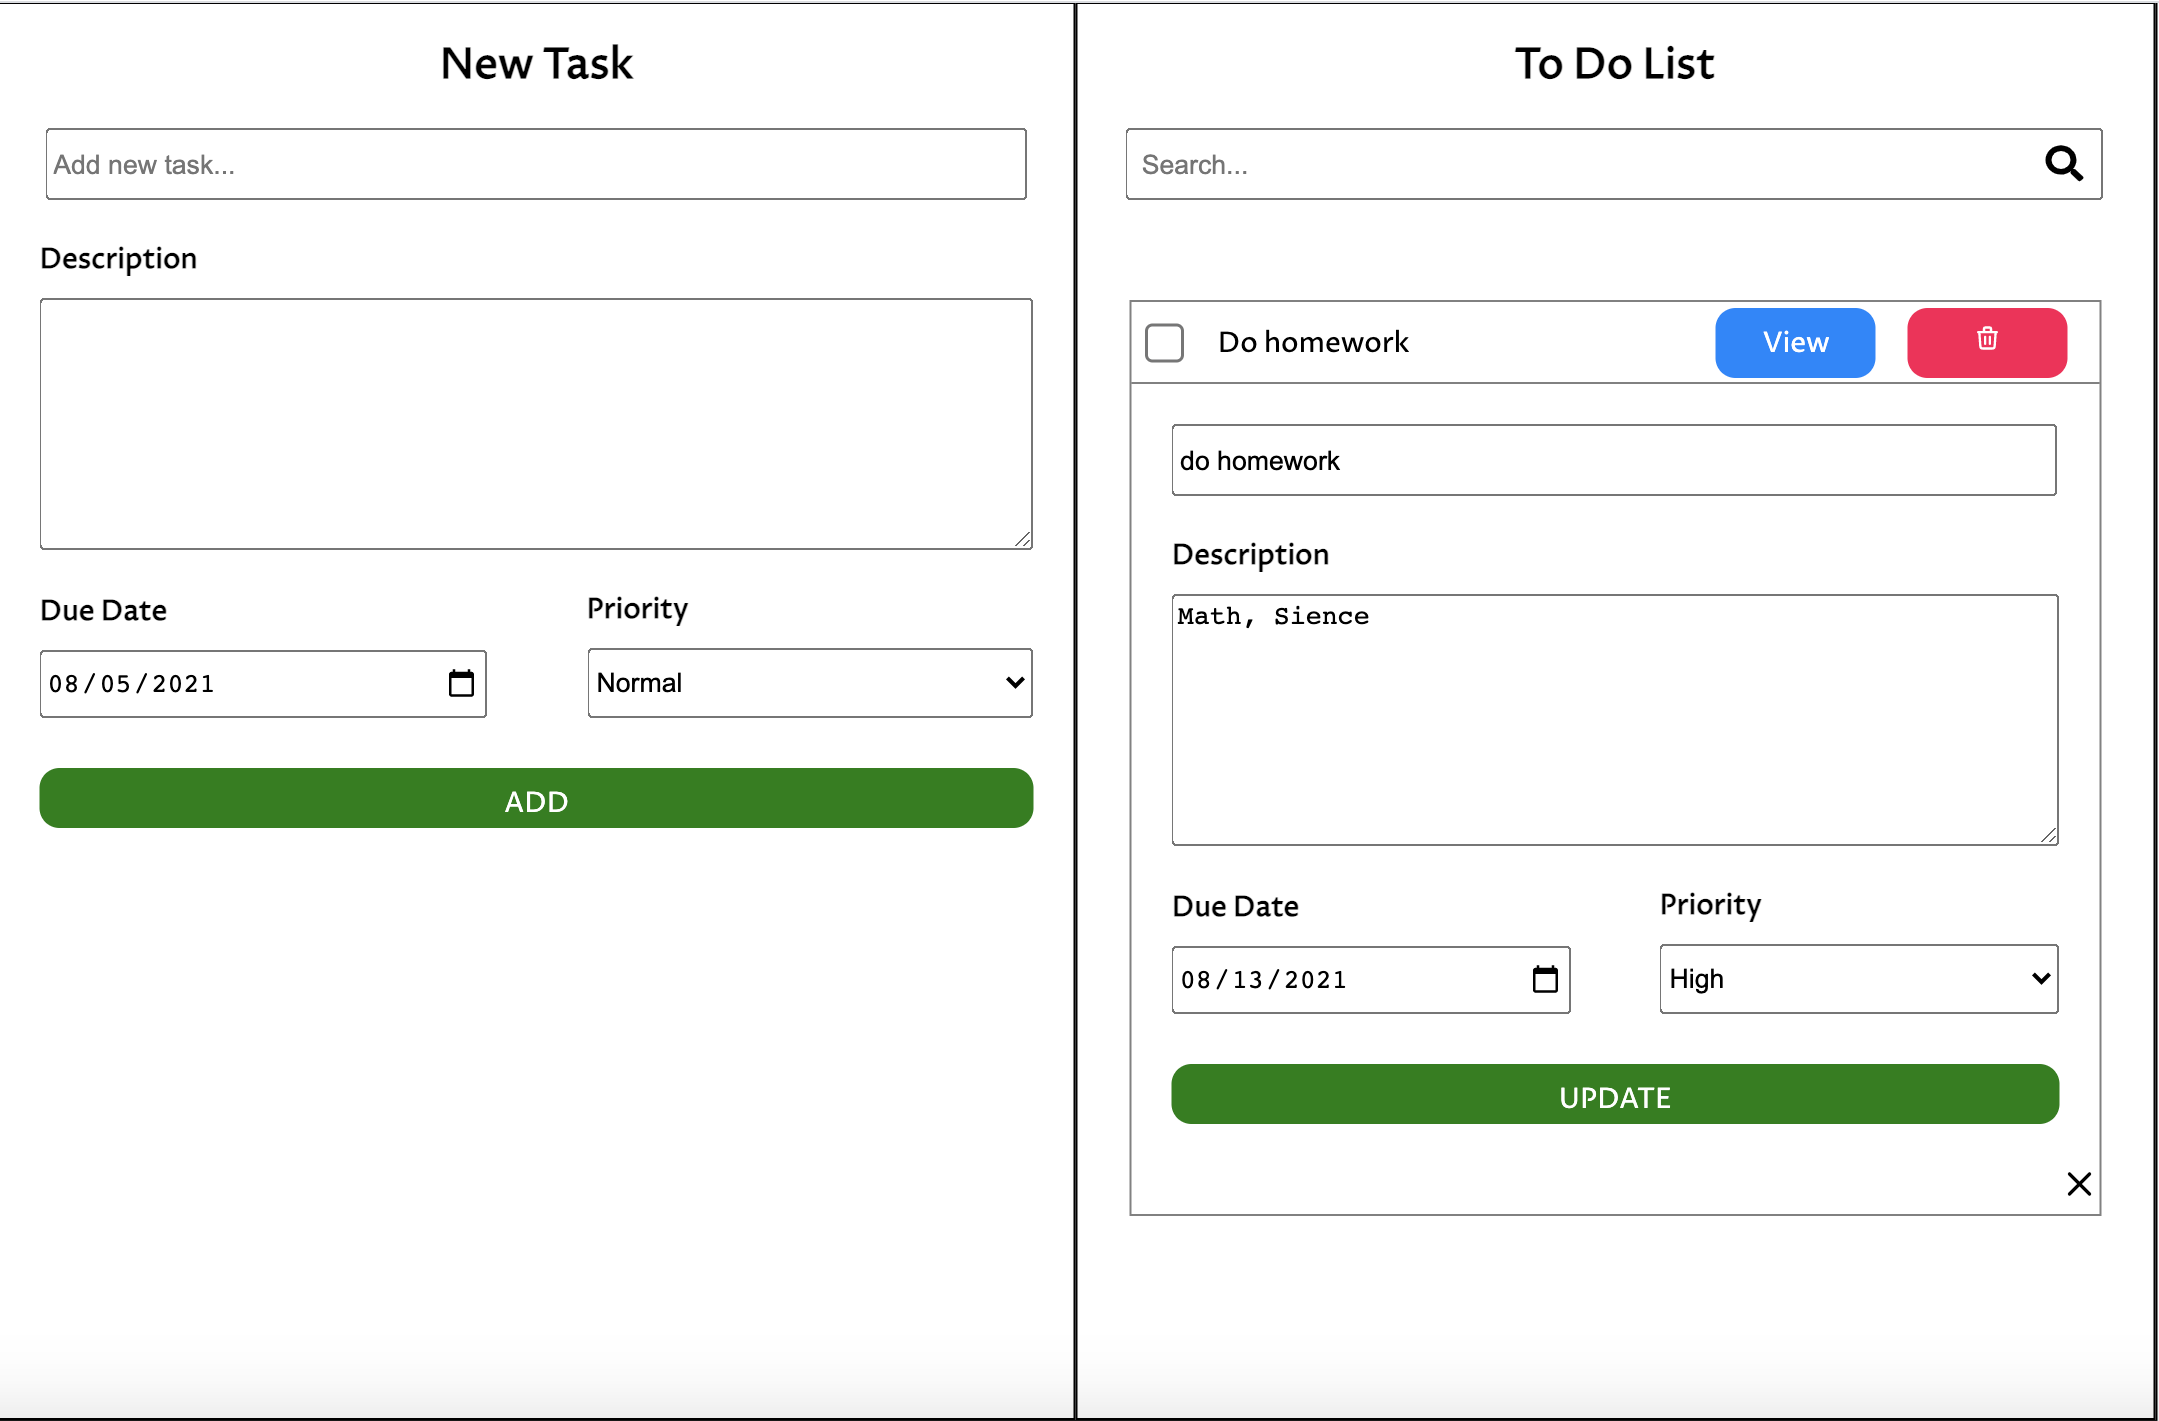 New Task
Add new task...
Description
Due Date
Priority
08/05/2021
Normal
ADD
To Do List
Search...
Do homework
View
do homework
Description
Math, Sience
Due Date
Priority
08/13/2021
High
UPDATE